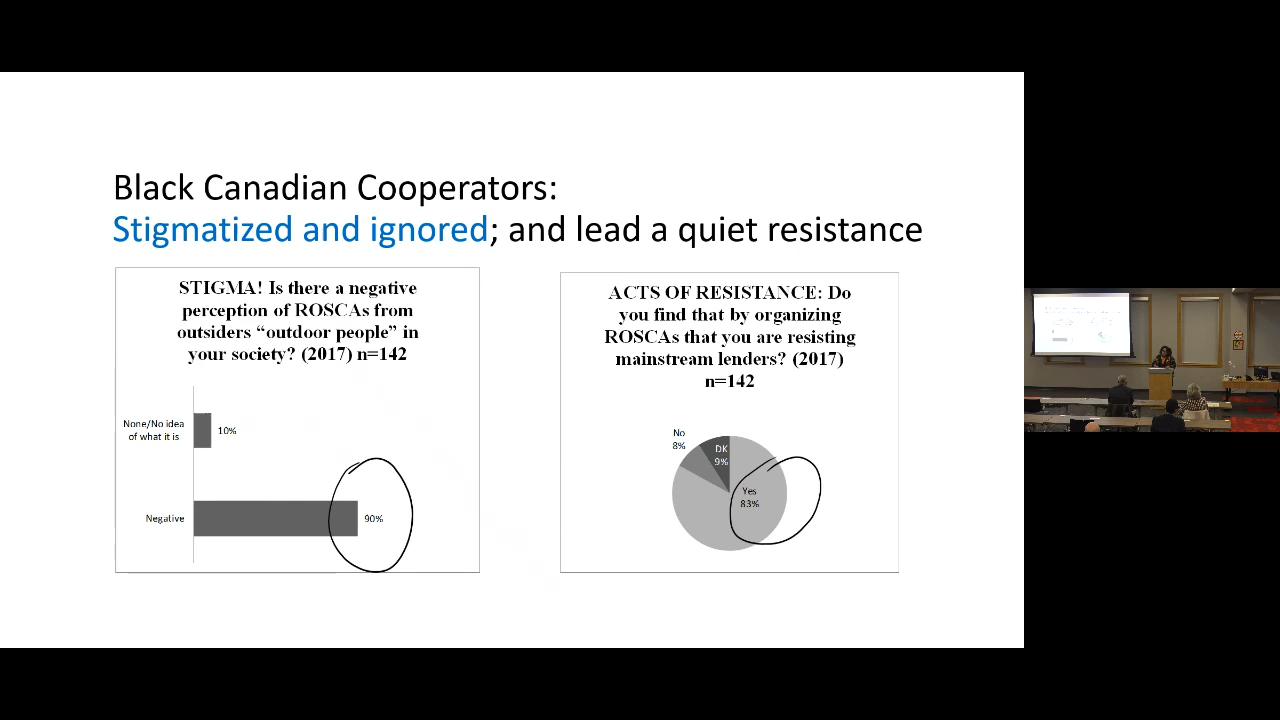 Black Canadian Cooperators:
Stigmatized and ignored; and lead a quiet resistance
STIGMA! Is there a negative
perception of ROSCAs from
outsiders “outdoor people” in
your society? (2017) n=142
None/No idea
of what it is
10%
Negative
90%
ACTS OF RESISTANCE: Do
you find that by organizing
ROSCAs that you are resisting
mainstream lenders? (2017)
n=142
No
8%
DK
9%
Yes
83%